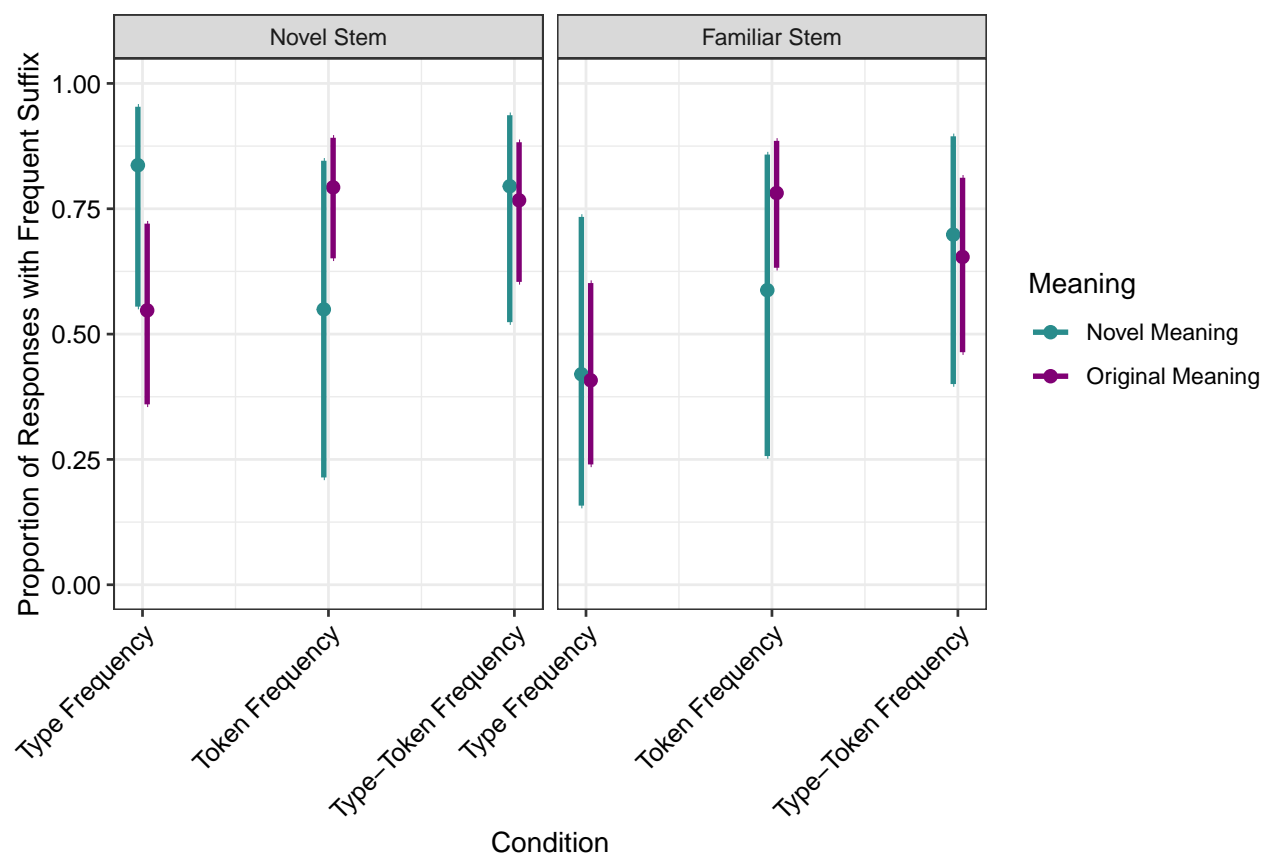 Novel Stem
Familiar Stem
Proportion of Responses with Frequent Suffix
1.00
0.75
0.50
0.25
0.00
Type Frequency
Token Frequency
Type−Token Frequency
Type Frequency
Token Frequency
Type−Token Frequency
Condition
Meaning
Novel Meaning
Original Meaning